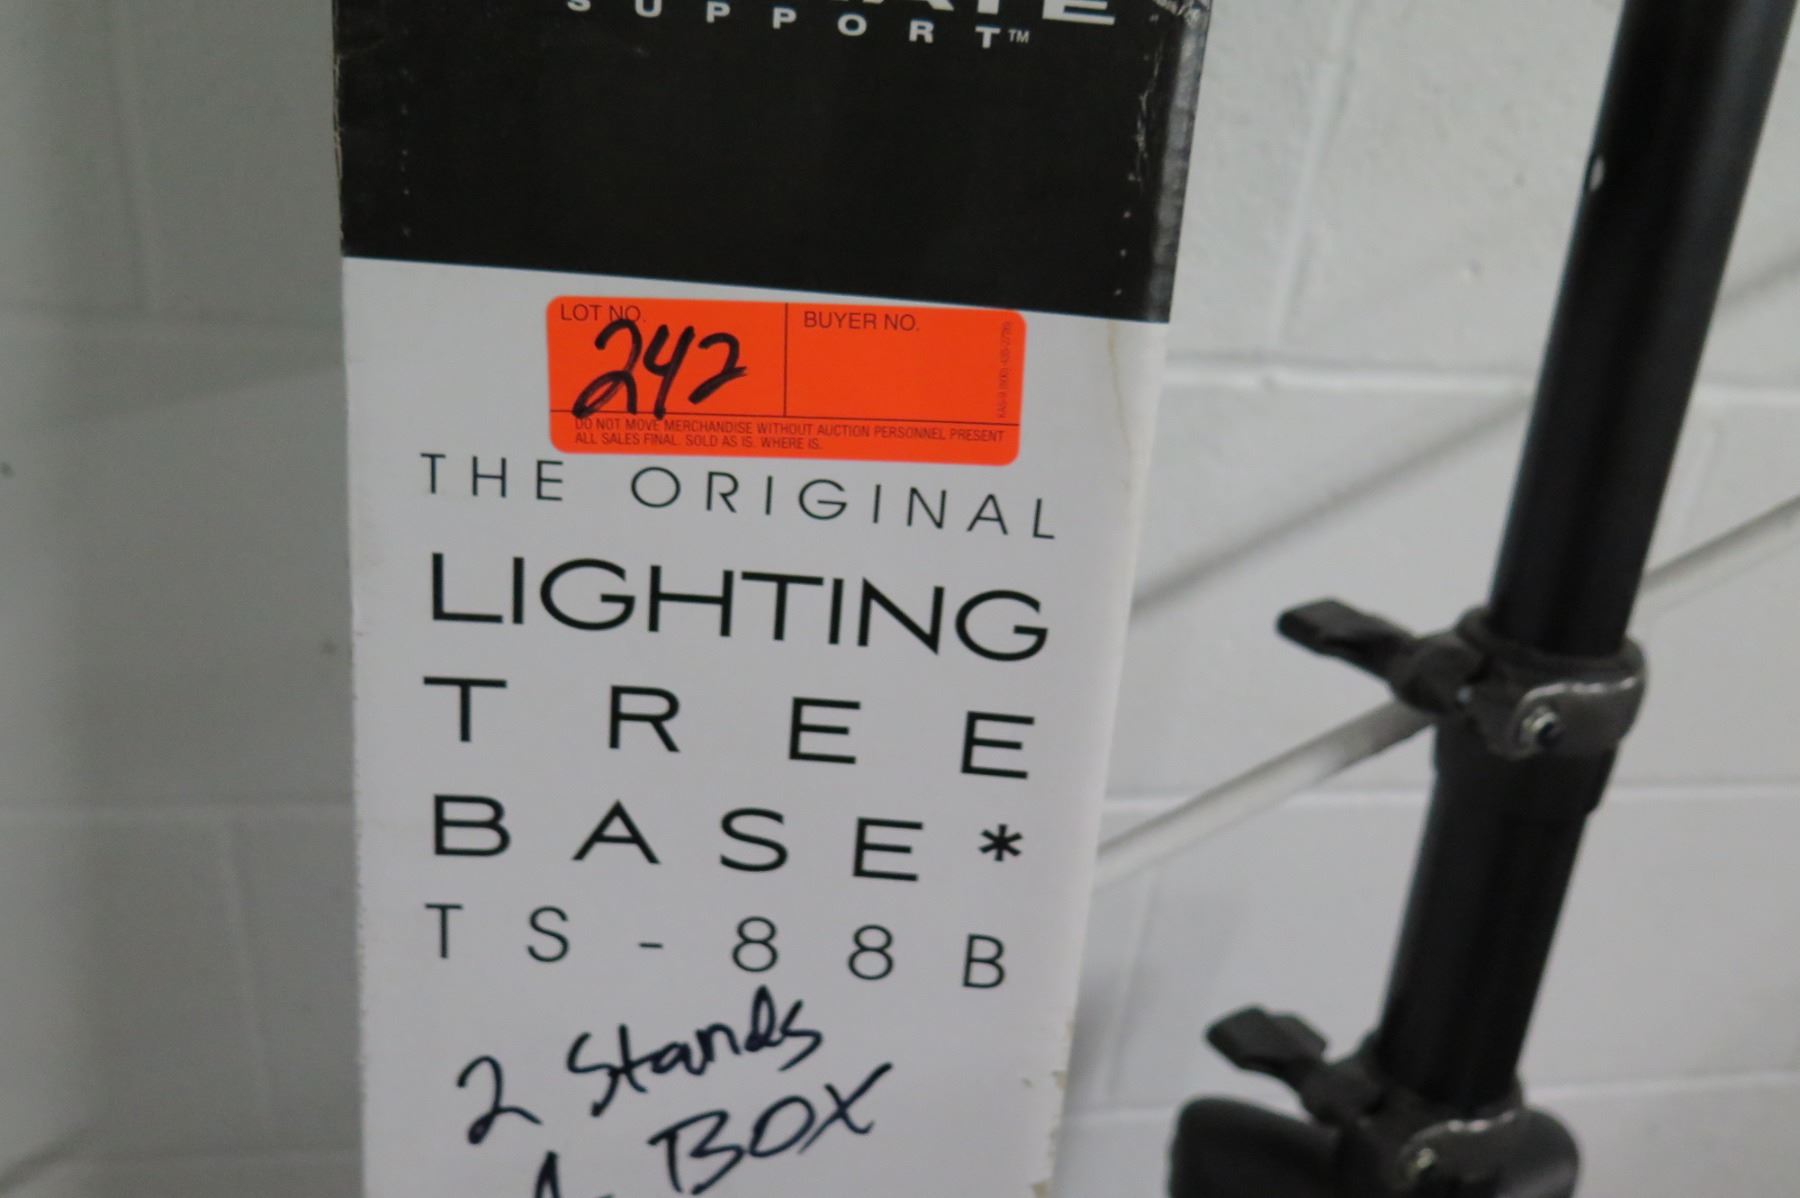 SUPPORT™
LOT NO.
242
BUYER NO.
DO NOT MOVE MERCHANDISE WITHOUT AUCTION PERSONNEL PRESENT
ALL SALES FINAL. SOLD AS IS. WHERE IS.
THE ORIGINAL
LIGHTING
TREE
BASE*
TS-88B
2 Stands
BOX